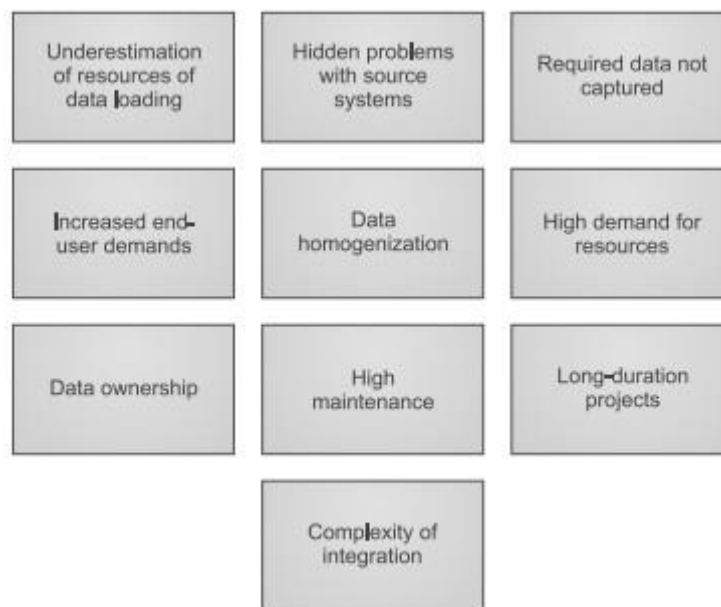 Underestimation
of resources of
data loading
Hidden problems
with source
systems
Required data not
captured
Increased end-
user demands
Data
homogenization
High demand for
resources
Data ownership
High
maintenance
Long-duration
projects
Complexity of
integration